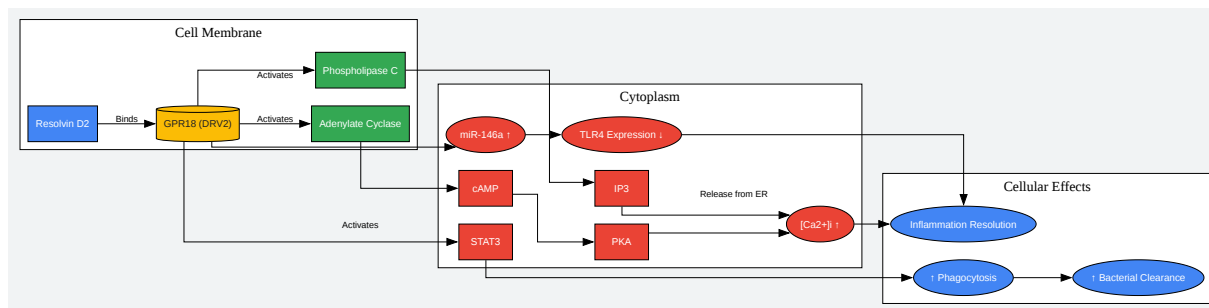 Cell Membrane
Phospholipase C
Activates
Resolvin D2
Binds
GPR18 (DRV2)
Activates
Adenylate Cyclase
Activates
Cytoplasm
miR-146a ↑
TLR4 Expression ↓
cAMP
IP3
Release from ER
STAT3
PKA
[Ca2+]i ↑
Cellular Effects
Inflammation Resolution
↑ Phagocytosis
↑ Bacterial Clearance